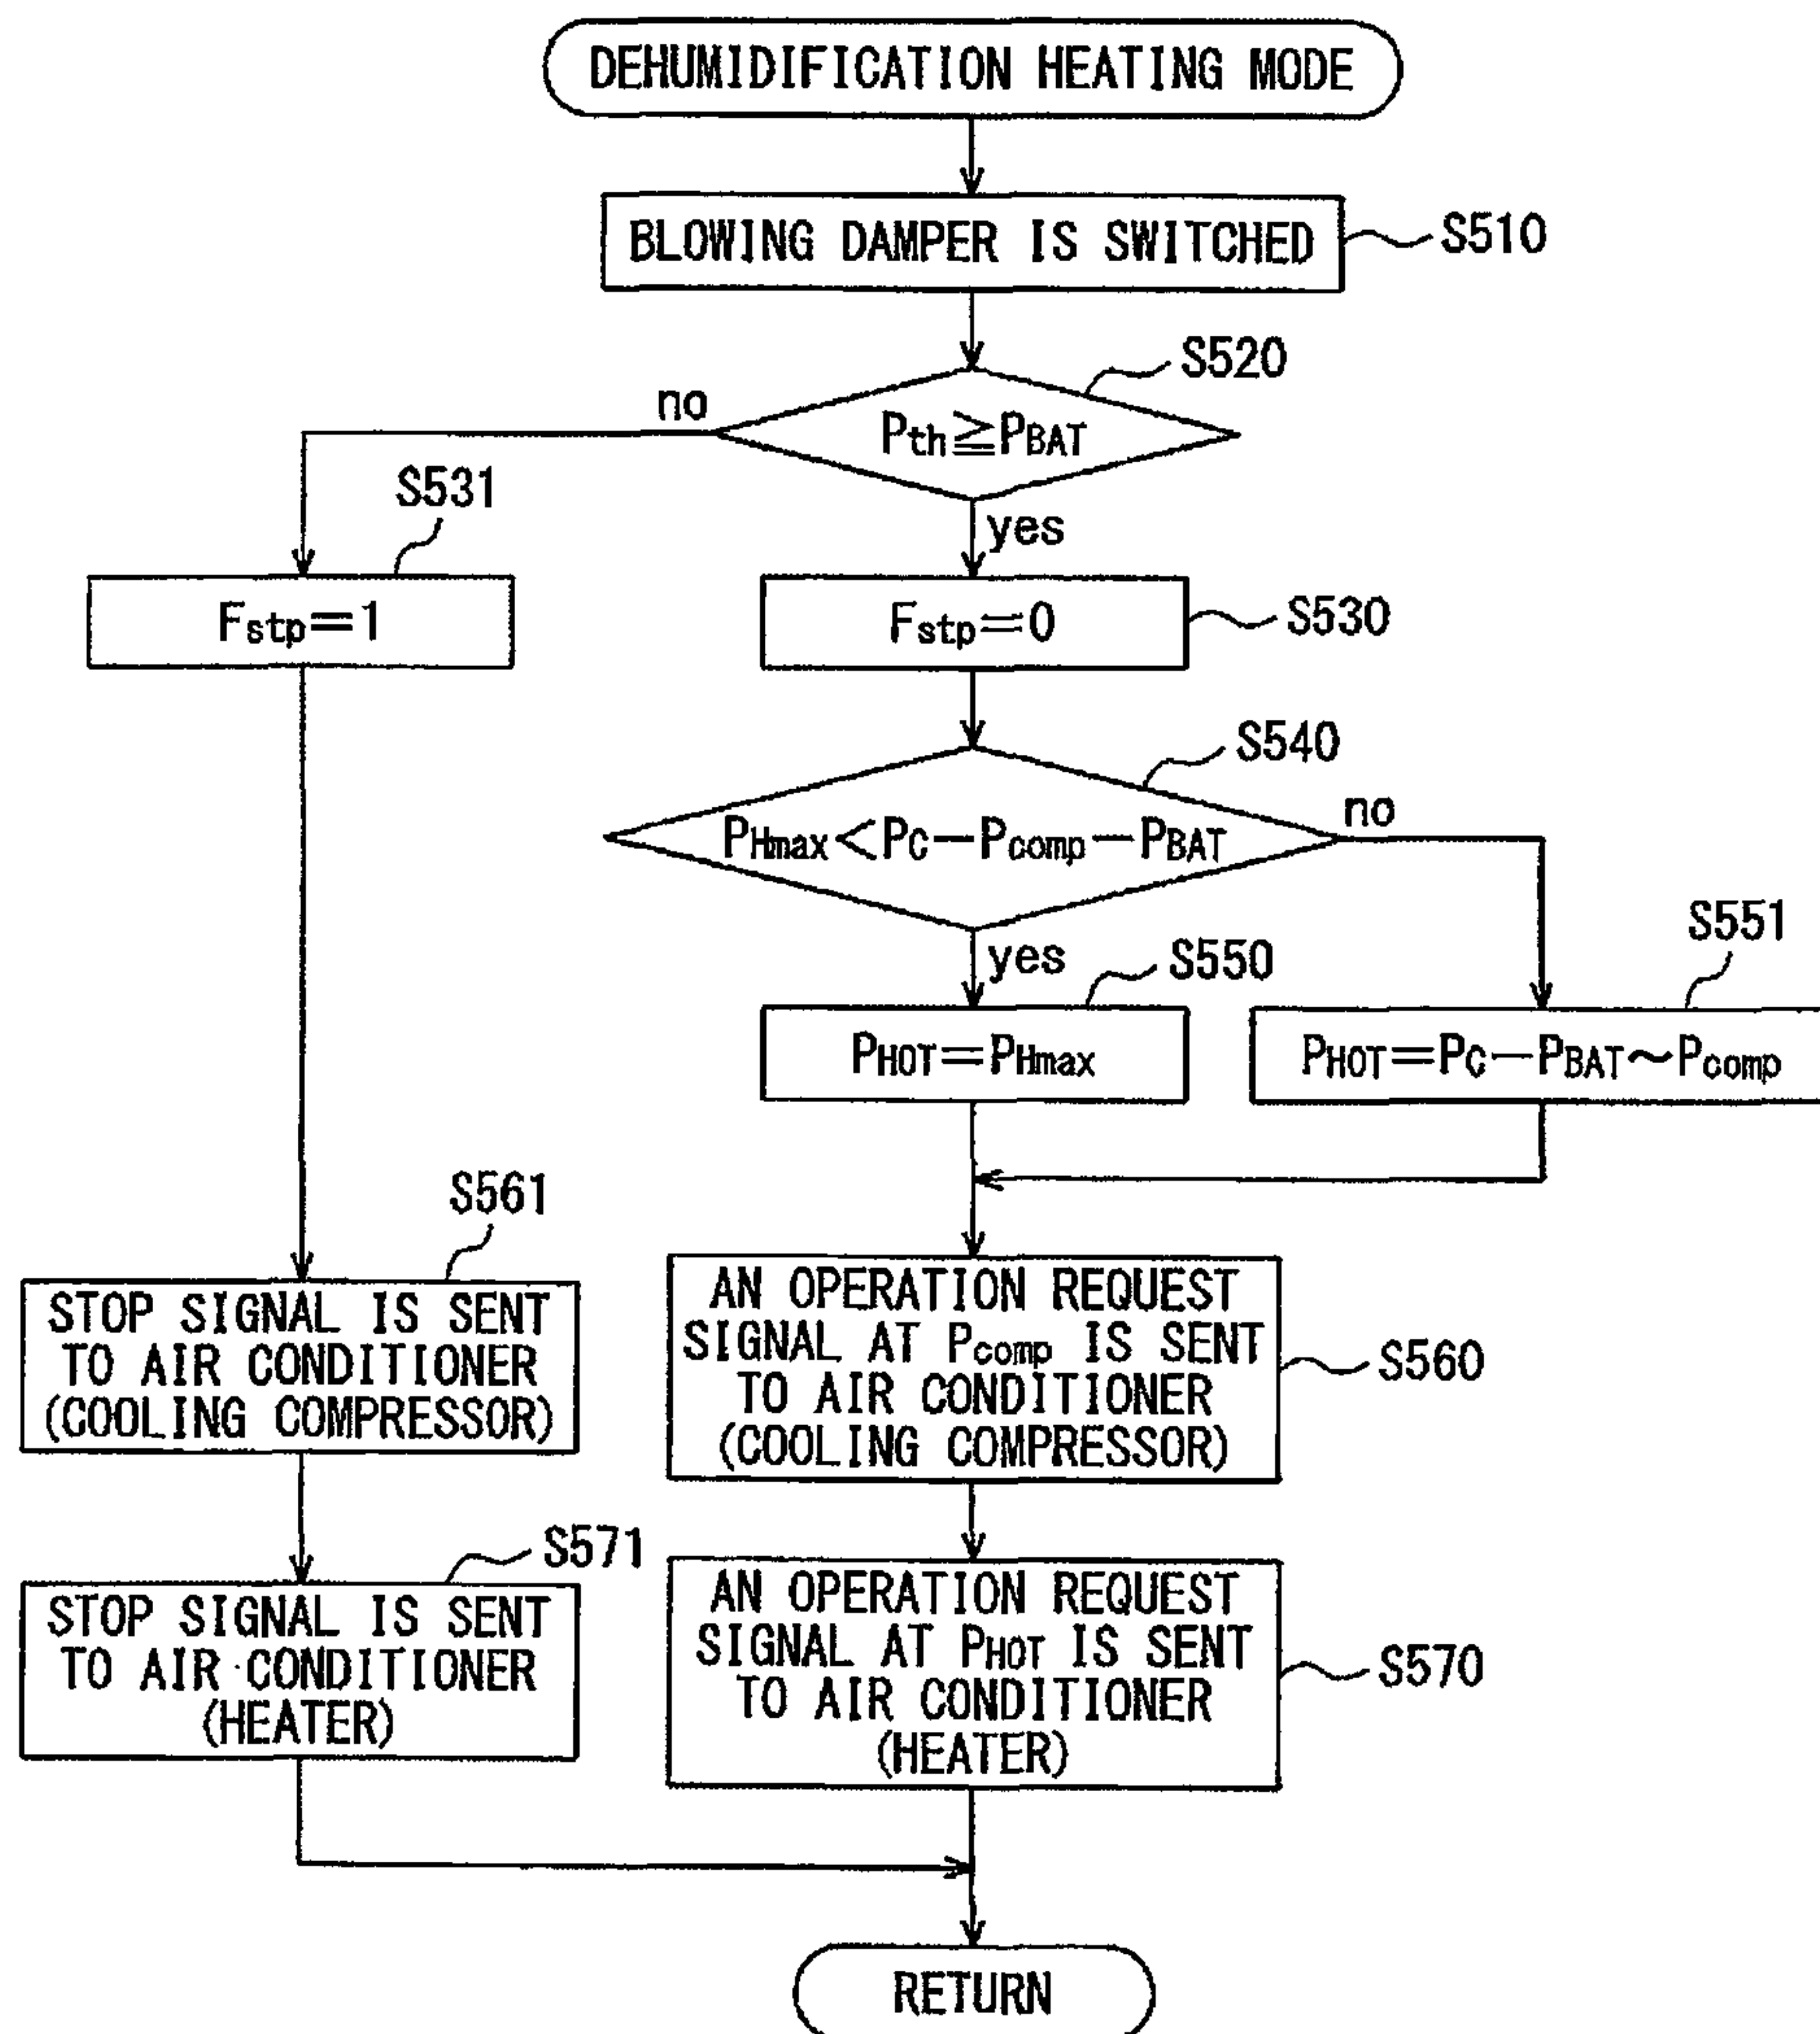 DEHUMIDIFICATION HEATING MODE
BLOWING DAMPER IS SWITCHED
S510
S520
no
Pth≧PBAT
yes
S531
Fstp=1
Fstp=0
S530
S540
PHmax<PC−Pcomp−PBAT
no
yes
S550
S551
PHOT=PHmax
PHOT=PC−PBAT~Pcomp
S561
STOP SIGNAL IS SENT
TO AIR CONDITIONER
(COOLING COMPRESSOR)
AN OPERATION REQUEST
SIGNAL AT Pcomp IS SENT
TO AIR CONDITIONER
(COOLING COMPRESSOR)
S560
S571
STOP SIGNAL IS SENT
TO AIR CONDITIONER
(HEATER)
AN OPERATION REQUEST
SIGNAL AT PHOT IS SENT
TO AIR CONDITIONER
(HEATER)
S570
RETURN